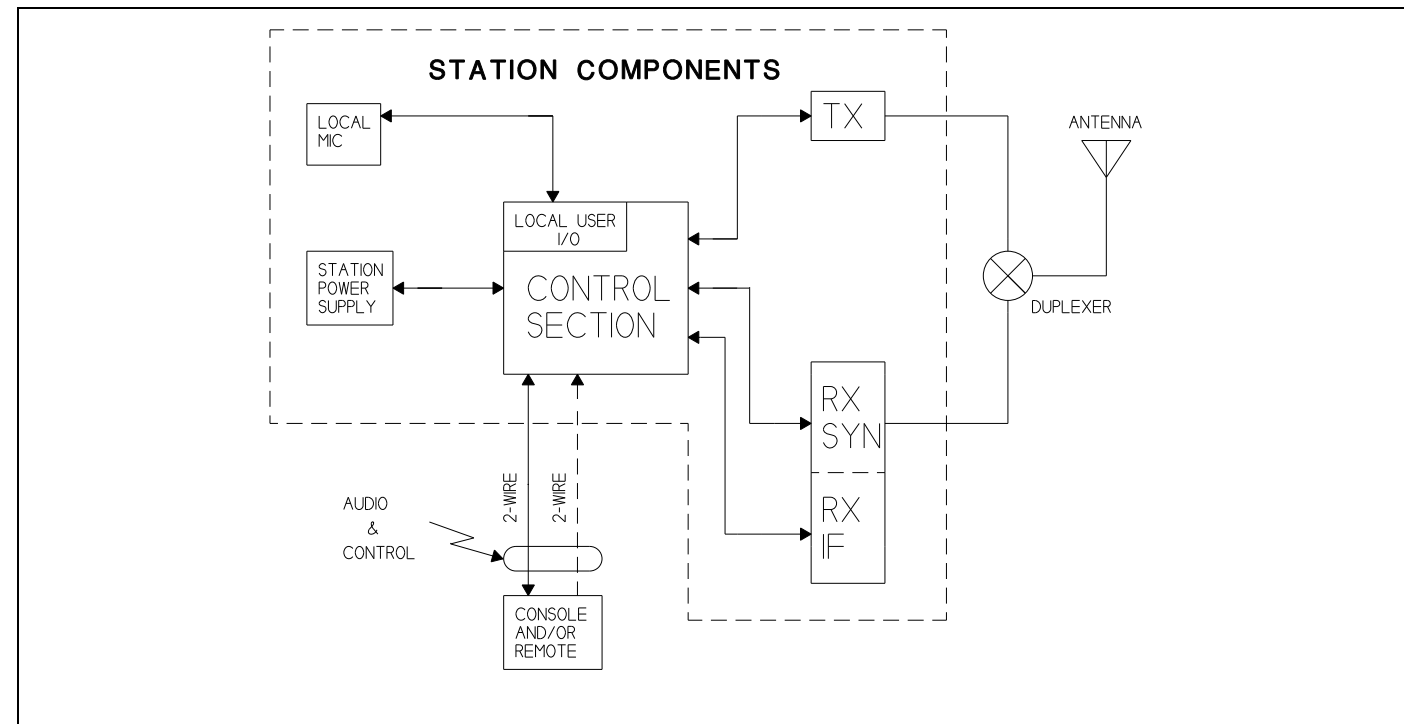 STATION COMPONENTS
LOCAL
MIC
TX
ANTENNA
LOCAL USER
I/O
STATION
POWER
SUPPLY
CONTROL
SECTION
DUPLEXER
RX
SYN
RX
IF
AUDIO
&
CONTROL
2-WIRE
2-WIRE
CONSOLE
AND/OR
REMOTE